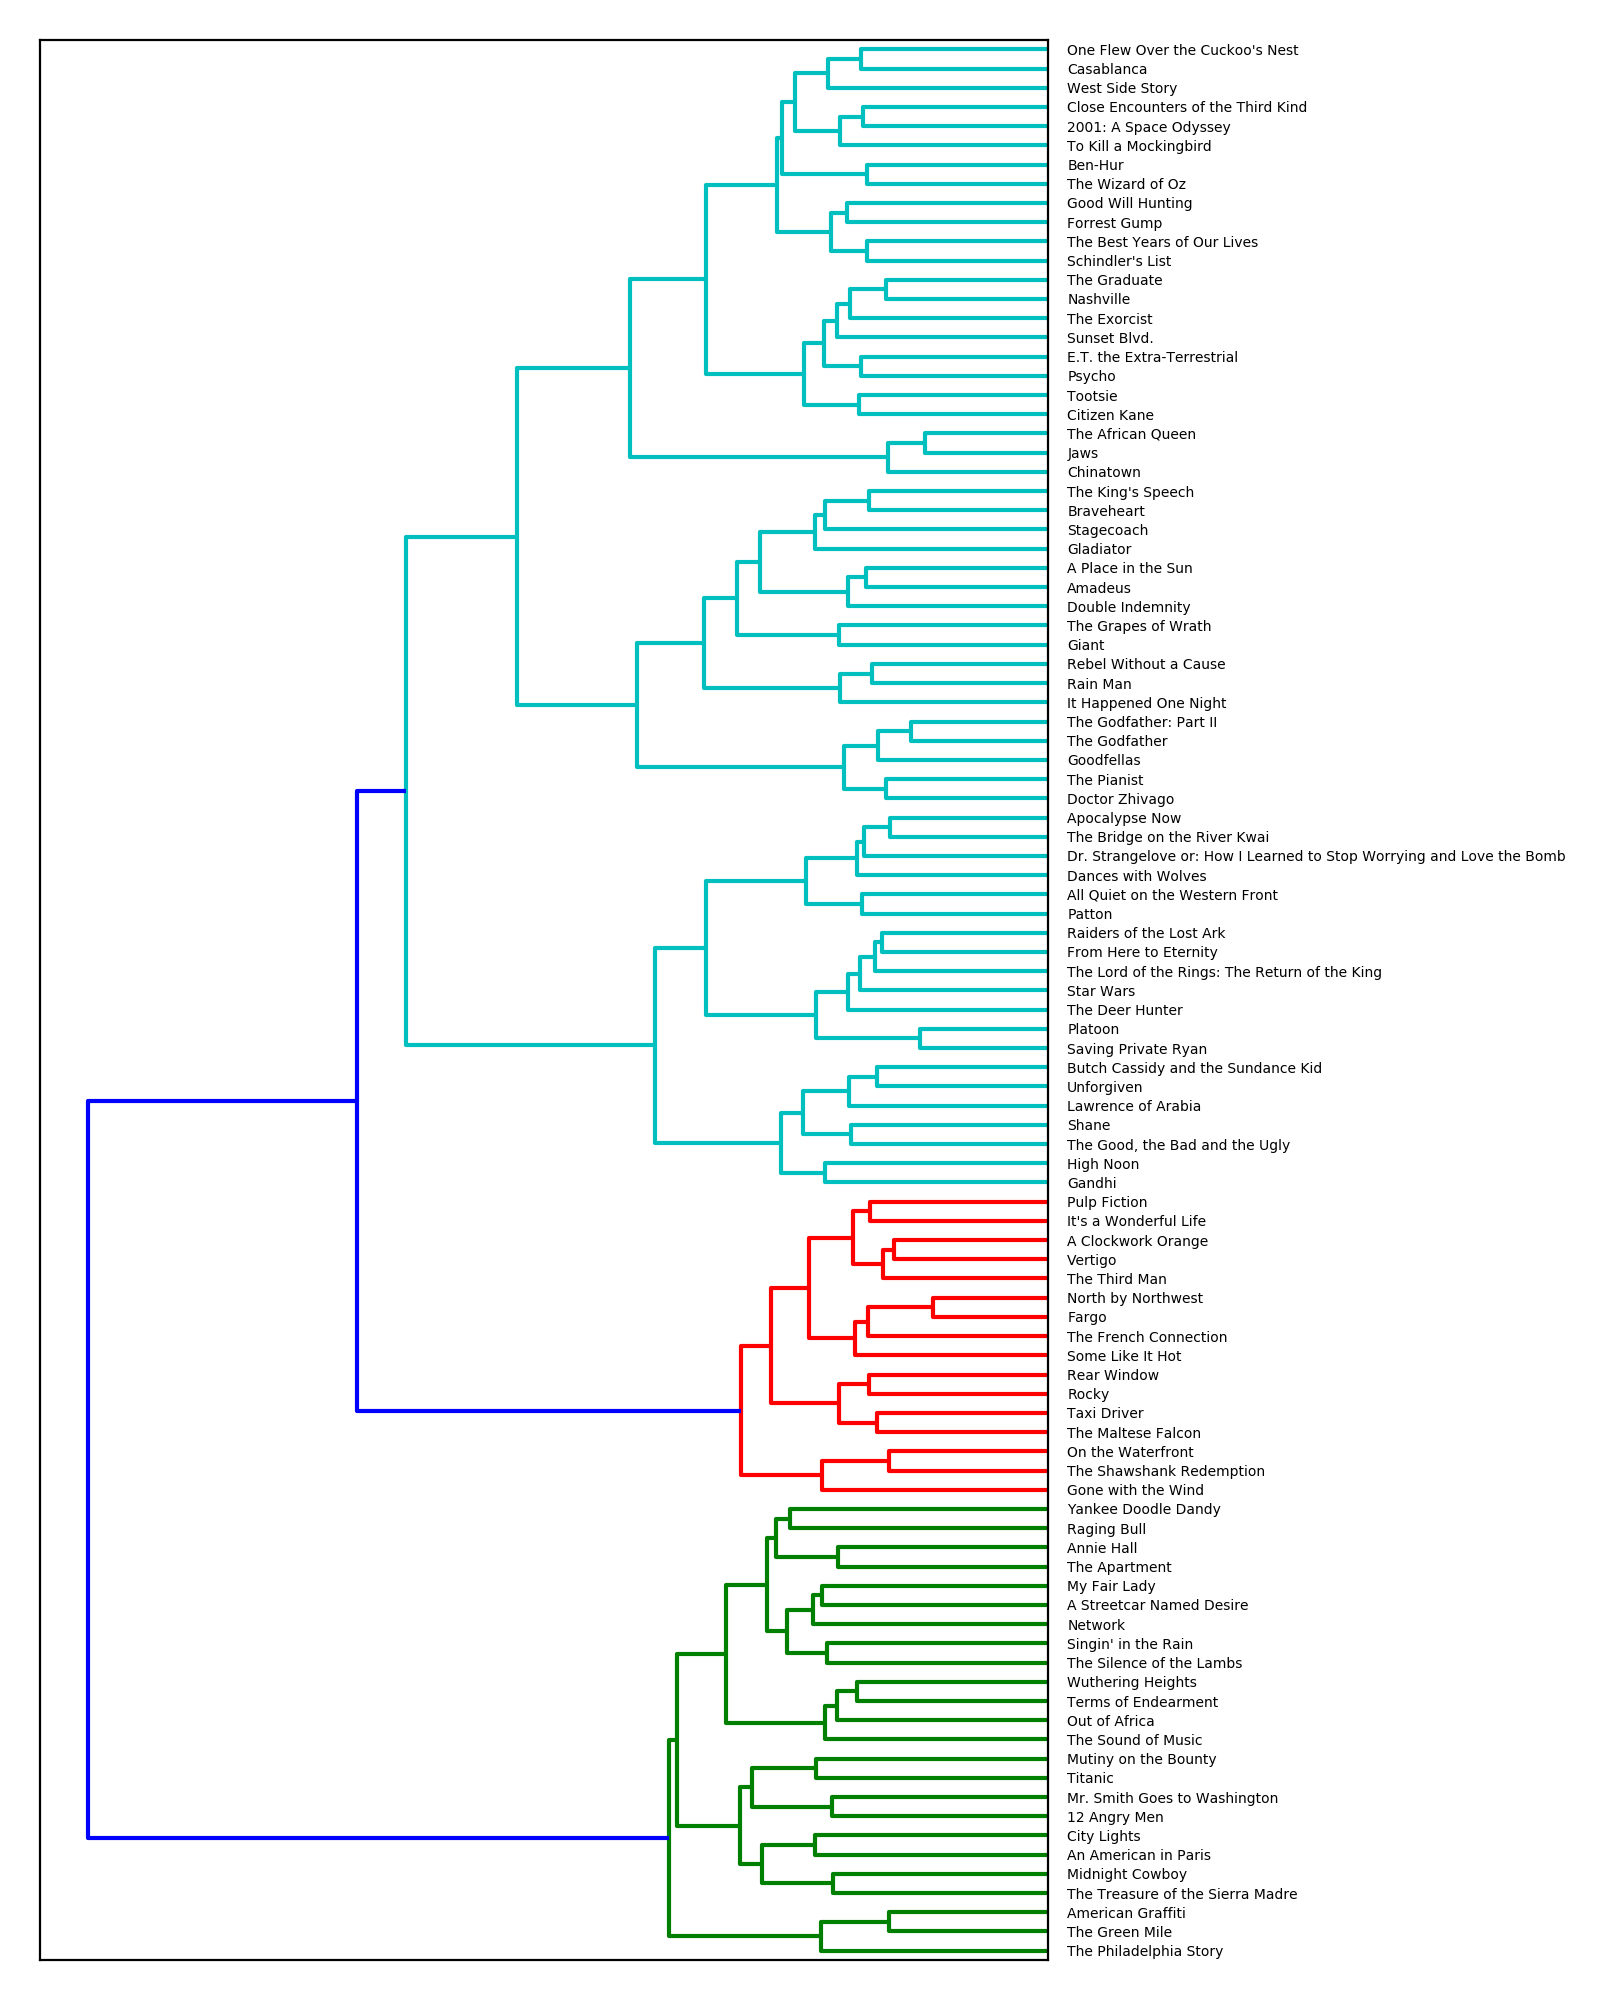 One Flew Over the Cuckoo's Nest
Casablanca
West Side Story
Close Encounters of the Third Kind
2001: A Space Odyssey
To Kill a Mockingbird
Ben-Hur
The Wizard of Oz
Good Will Hunting
Forrest Gump
The Best Years of Our Lives
Schindler's List
The Graduate
Nashville
The Exorcist
Sunset Blvd.
E.T. the Extra-Terrestrial
Psycho
Tootsie
Citizen Kane
The African Queen
Jaws
Chinatown
The King's Speech
Braveheart
Stagecoach
Gladiator
A Place in the Sun
Amadeus
Double Indemnity
The Grapes of Wrath
Giant
Rebel Without a Cause
Rain Man
It Happened One Night
The Godfather: Part II
The Godfather
Goodfellas
The Pianist
Doctor Zhivago
Apocalypse Now
The Bridge on the River Kwai
Dr. Strangelove or: How I Learned to Stop Worrying and Love the Bomb
Dances with Wolves
All Quiet on the Western Front
Patton
Raiders of the Lost Ark
From Here to Eternity
The Lord of the Rings: The Return of the King
Star Wars
The Deer Hunter
Platoon
Saving Private Ryan
Butch Cassidy and the Sundance Kid
Unforgiven
Lawrence of Arabia
Shane
The Good, the Bad and the Ugly
High Noon
Gandhi
Pulp Fiction
It's a Wonderful Life
A Clockwork Orange
Vertigo
The Third Man
North by Northwest
Fargo
The French Connection
Some Like It Hot
Rear Window
Rocky
Taxi Driver
The Maltese Falcon
On the Waterfront
The Shawshank Redemption
Gone with the Wind
Yankee Doodle Dandy
Raging Bull
Annie Hall
The Apartment
My Fair Lady
A Streetcar Named Desire
Network
Singin' in the Rain
The Silence of the Lambs
Wuthering Heights
Terms of Endearment
Out of Africa
The Sound of Music
Mutiny on the Bounty
Titanic
Mr. Smith Goes to Washington
12 Angry Men
City Lights
An American in Paris
Midnight Cowboy
The Treasure of the Sierra Madre
American Graffiti
The Green Mile
The Philadelphia Story